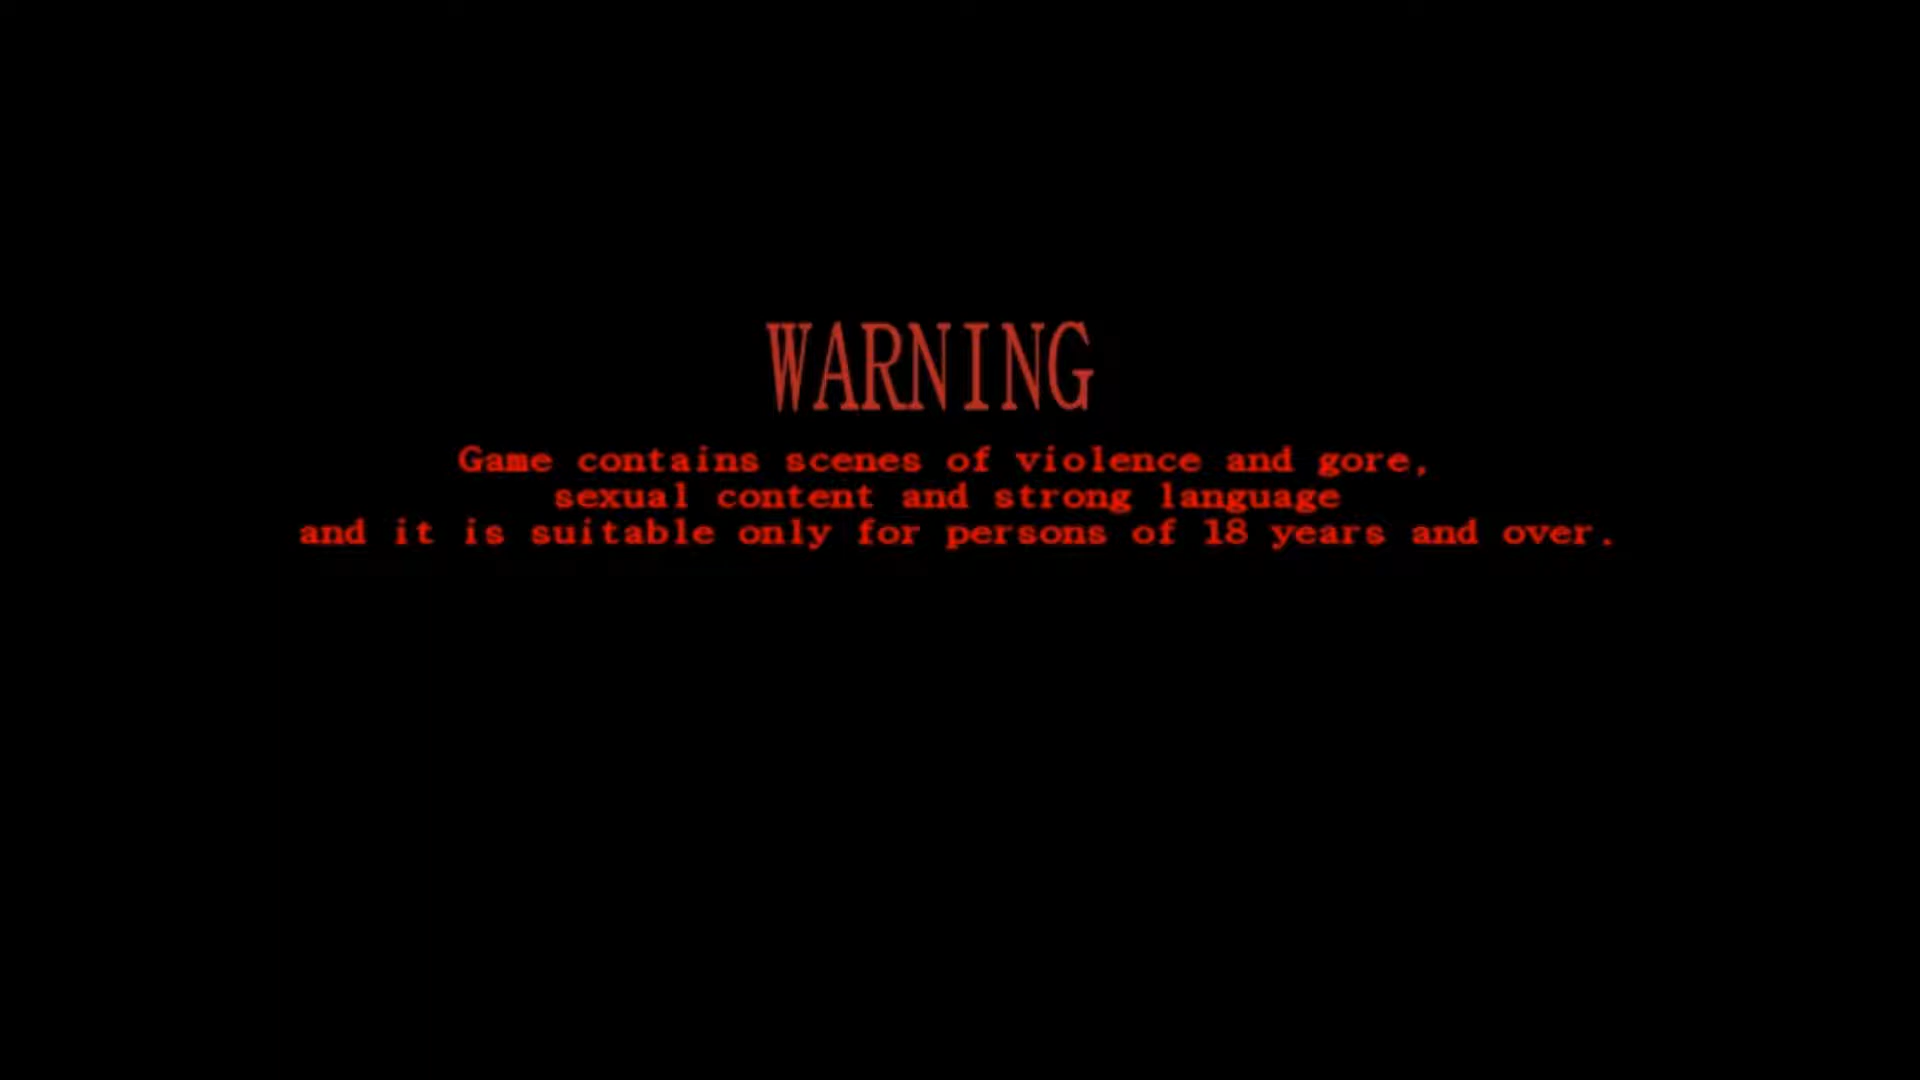 WARNING
Game contains scenes of violence and gore,
sexual content and strong language
and it is suitable only for persons of 18 years and over.